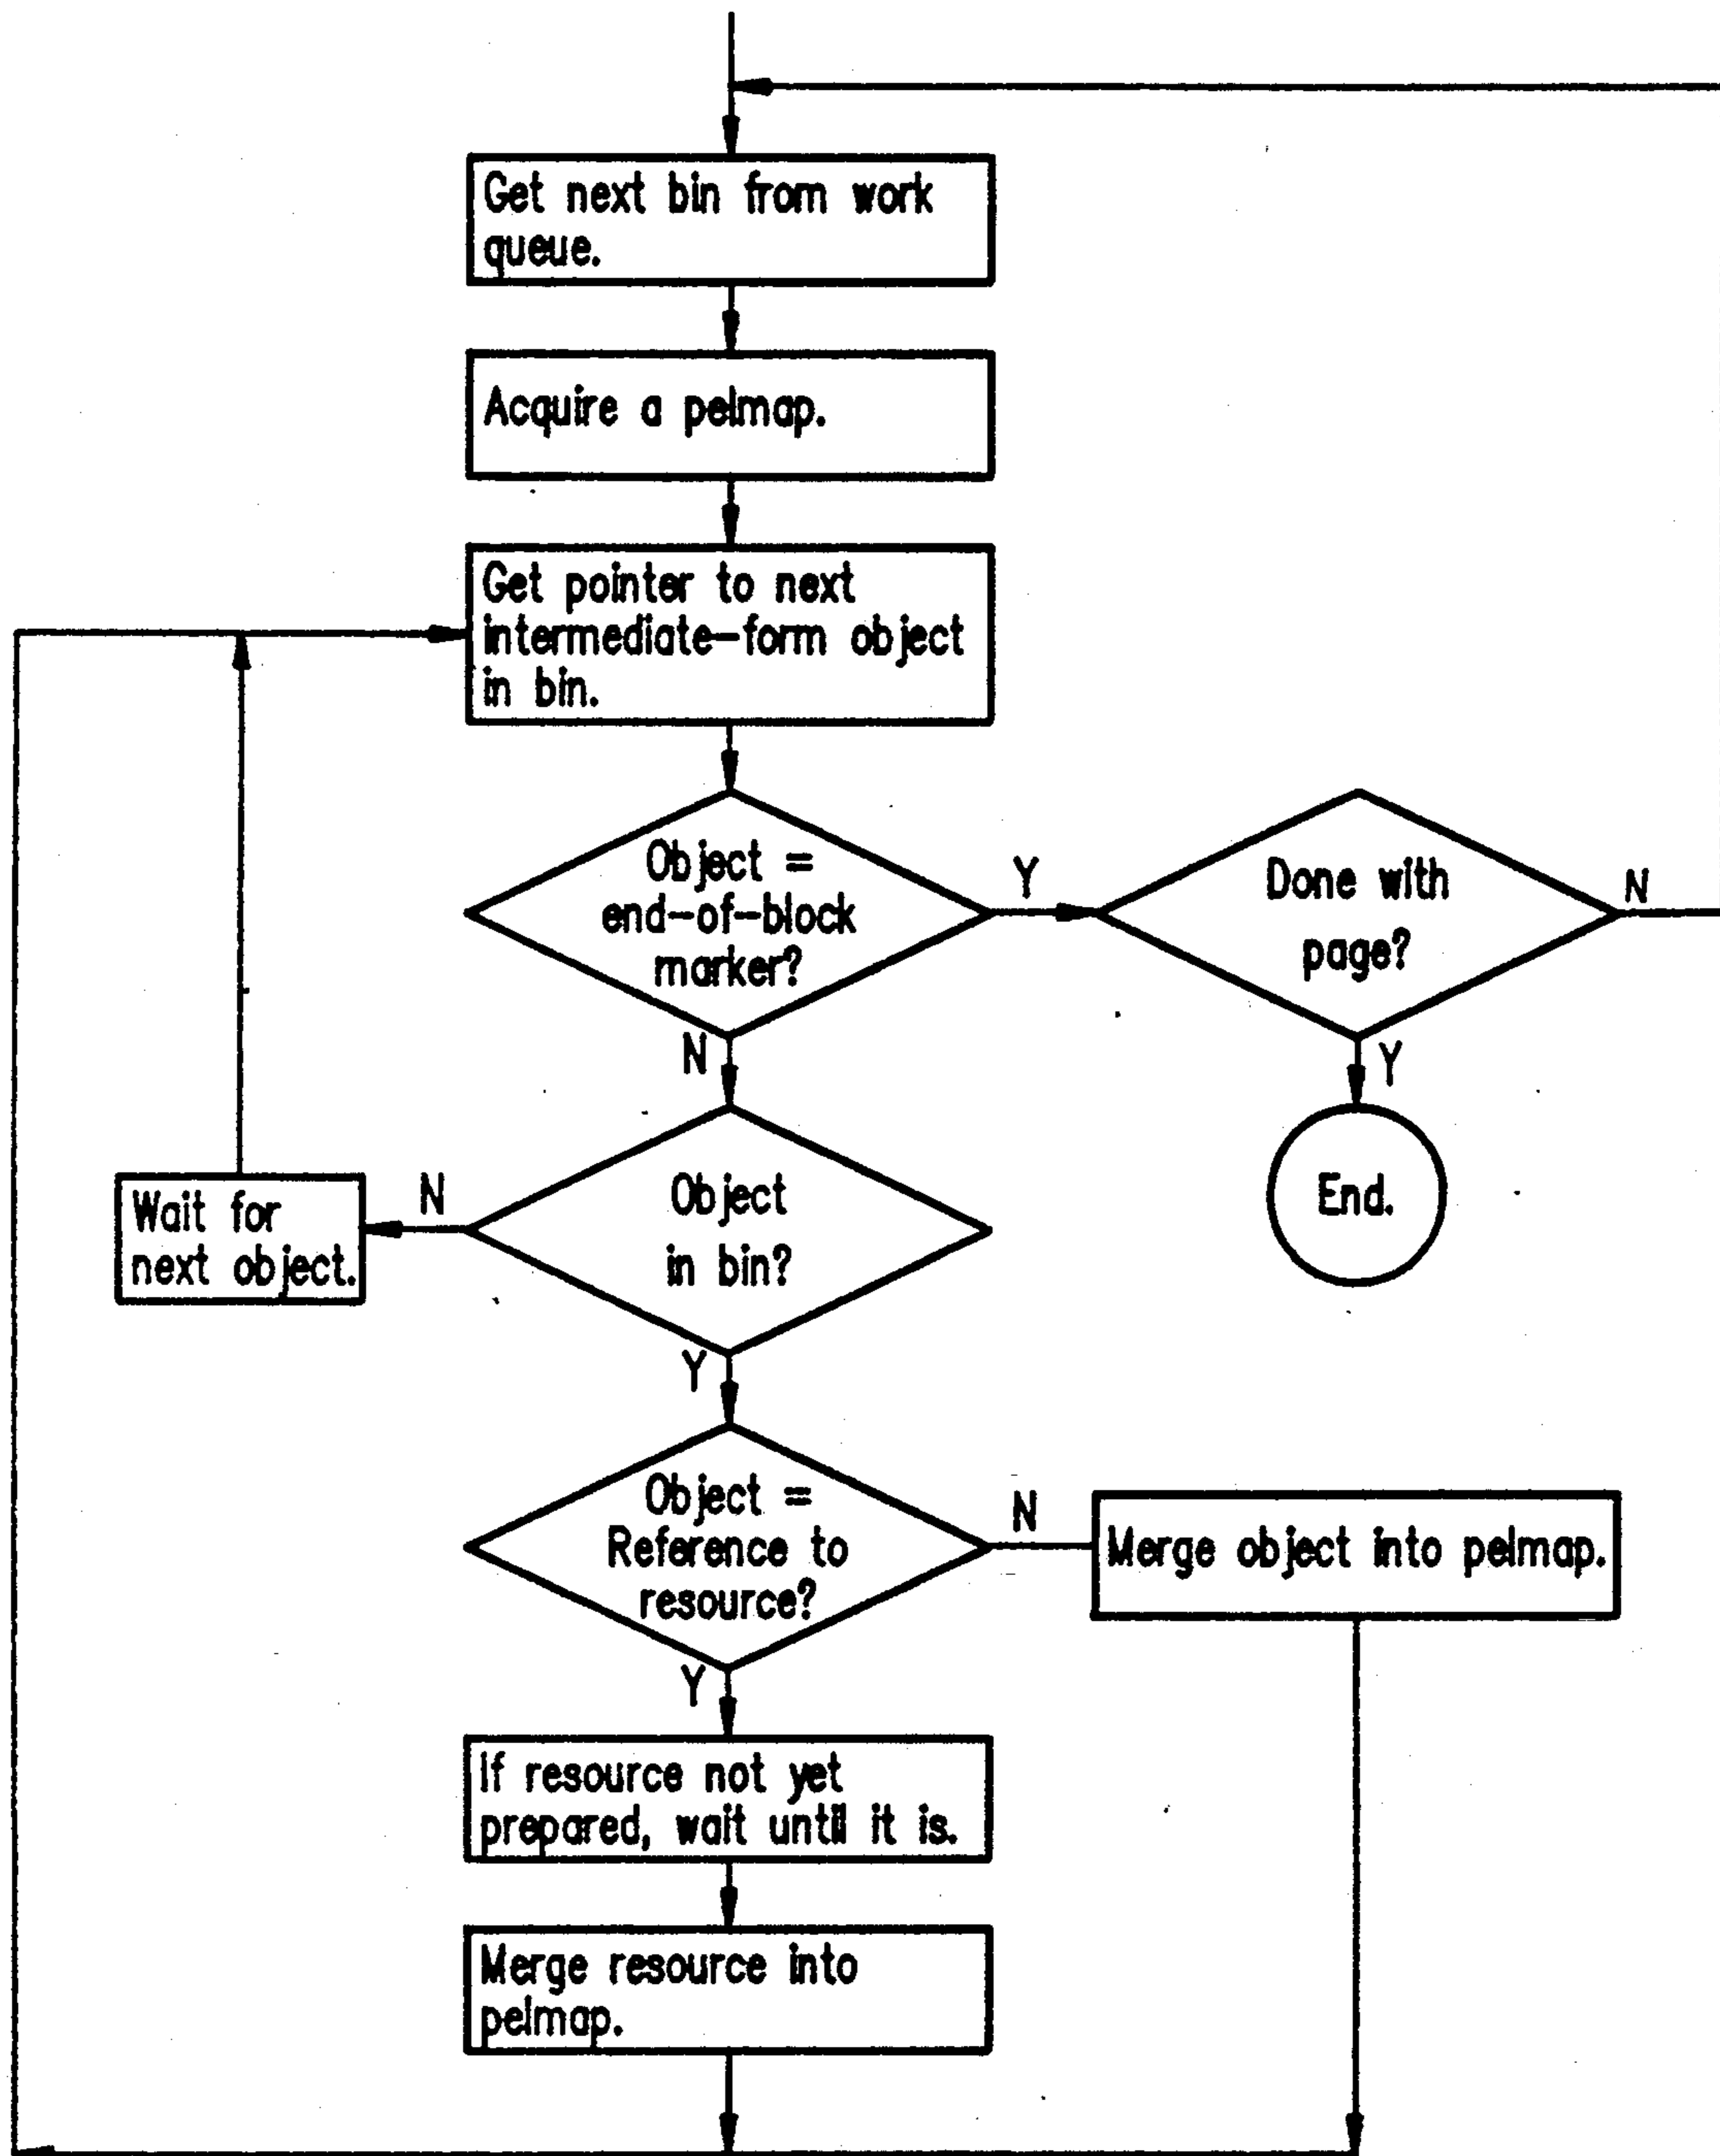 Get next bin from work
queue.
Acquire a pelmap.
Get pointer to next
intermediate-form object
in bin.
Object =
end-of-block
marker?
Y
Done with
page?
N
N
Y
End.
Object
in bin?
N
Wait for
next object.
Y
Object =
Reference to
resource?
N
Merge object into pelmap.
Y
If resource not yet
prepared, wait until it is.
Merge resource into
pelmap.